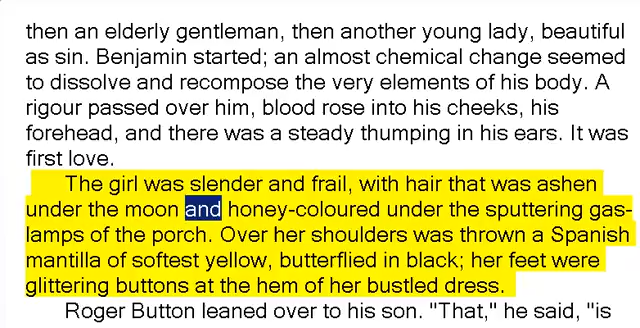 then an elderly gentleman, then another young lady, beautiful
as sin. Benjamin started; an almost chemical change seemed
to dissolve and recompose the very elements of his body. A
rigour passed over him, blood rose into his cheeks, his
forehead, and there was a steady thumping in his ears. It was
first love.
The girl was slender and frail, with hair that was ashen
under the moon and honey-coloured under the sputtering gas-
lamps of the porch. Over her shoulders was thrown a Spanish
mantilla of softest yellow, butterflied in black; her feet were
glittering buttons at the hem of her bustled dress.
Roger Button leaned over to his son. "That," he said, "is